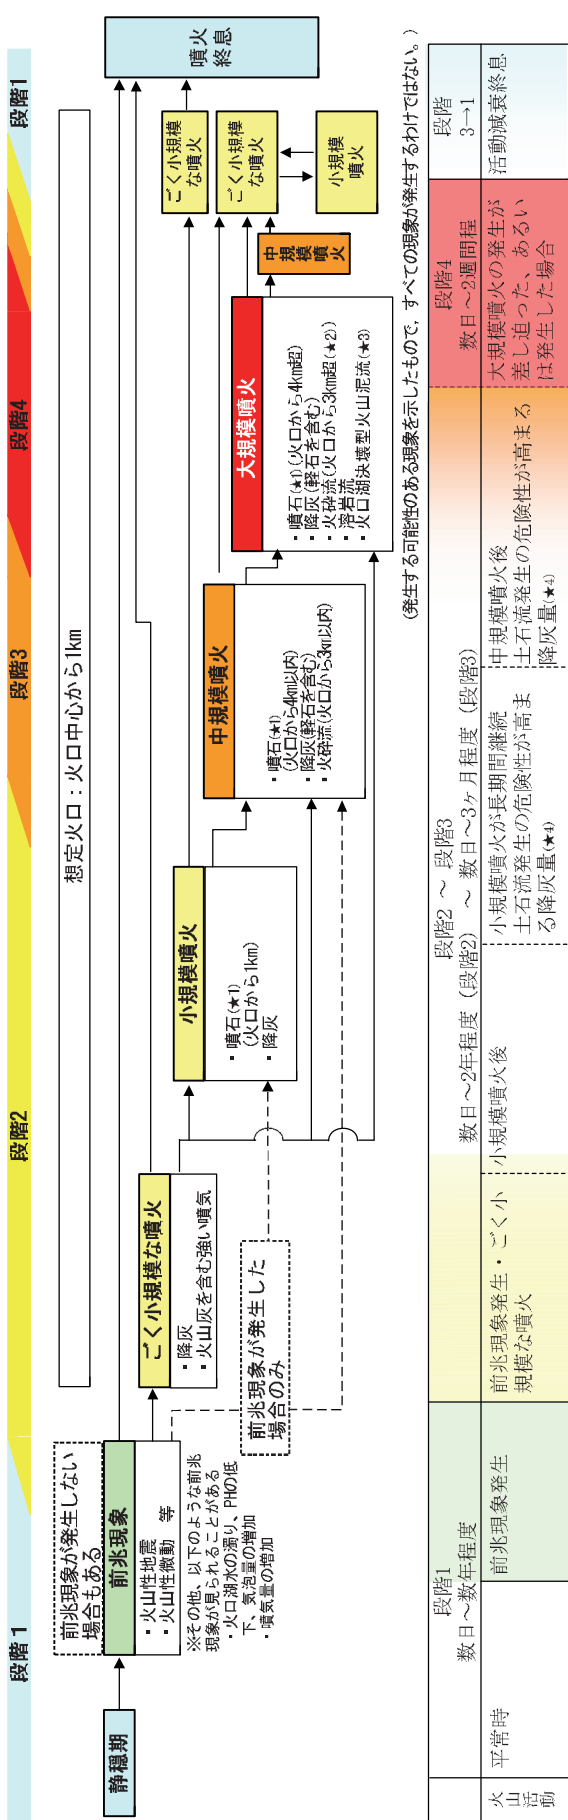 段階 1
段階2
段階3
段階4
段階1
想定火口：火口中心から1km
静穏期
前兆現象が発生しない
場合もある
前兆現象
・火山性地震
・火山性微動　等
※その他、以下のような前兆
現象が見られることがある
・火口湖水の濁り、PHの低
下、気泡量の増加
・噴気量の増加
ごく小規模な噴火
・降灰
・火山灰を含む強い噴気
前兆現象が発生した
場合のみ
小規模噴火
・噴石(★1)
(火口から1km)
・降灰
中規模噴火
・噴石(★1)
(火口から4km以内)
・降灰(軽石を含む)
・火砕流(火口から3km以内)
大規模噴火
・噴石(★1)(火口から4km超)
・降灰(軽石を含む)
・火砕流(火口から3km超(★2))
・溶岩流
・火口湖決壊型火山泥流(★3)
中規
模噴火
ごく小規模
な噴火
ごく小規模
な噴火
小規模
噴火
噴火
終息
(発生する可能性のある現象を示したもので，すべての現象が発生するわけではない。)
段階1
数日～数年程度
段階2 ～ 段階3
数日～2年程度（段階2） ～ 数日～3ヶ月程度（段階3）
段階4
数日～2週間程
段階
3→1
火
山
活
動
平常時
前兆現象発生
前兆現象発生・ごく小
規模な噴火
小規模噴火後
小規模噴火が長期間継続
土石流発生の危険性が高ま
る降灰量(★4)
中規模噴火後
土石流発生の危険性が高まる
降灰量(★4)
大規模噴火の発生が
差し迫った、あるい
は発生した場合
活動減衰終息